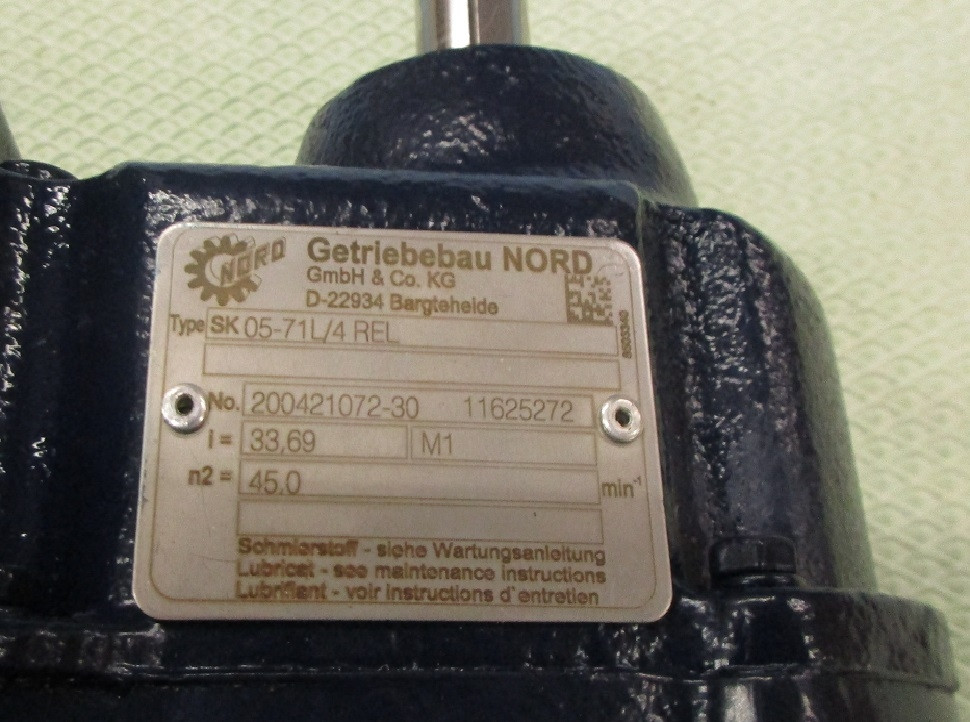 NORD
Getriebebau NORD
GmbH & Co. KG
D-22934 Bargteheide
Type SK 05-71L/4 REL
No. 200421072-30 11625272
i = 33,69 M1
n2 = 45,0 min⁻¹
Schmierstoff - siehe Wartungsanleitung
Lubricat - see maintenance instructions
Lubrifiant - voir instructions d'entretien